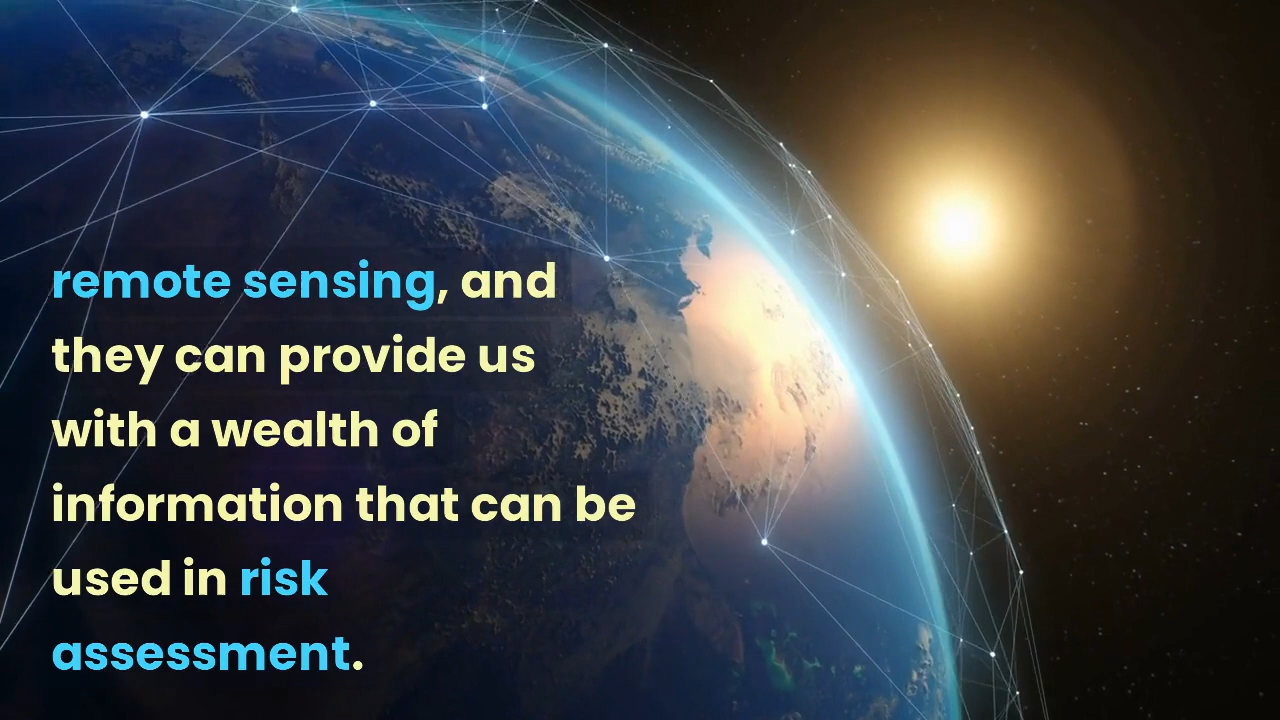 remote sensing, and
they can provide us
with a wealth of
information that can be
used in risk
assessment.